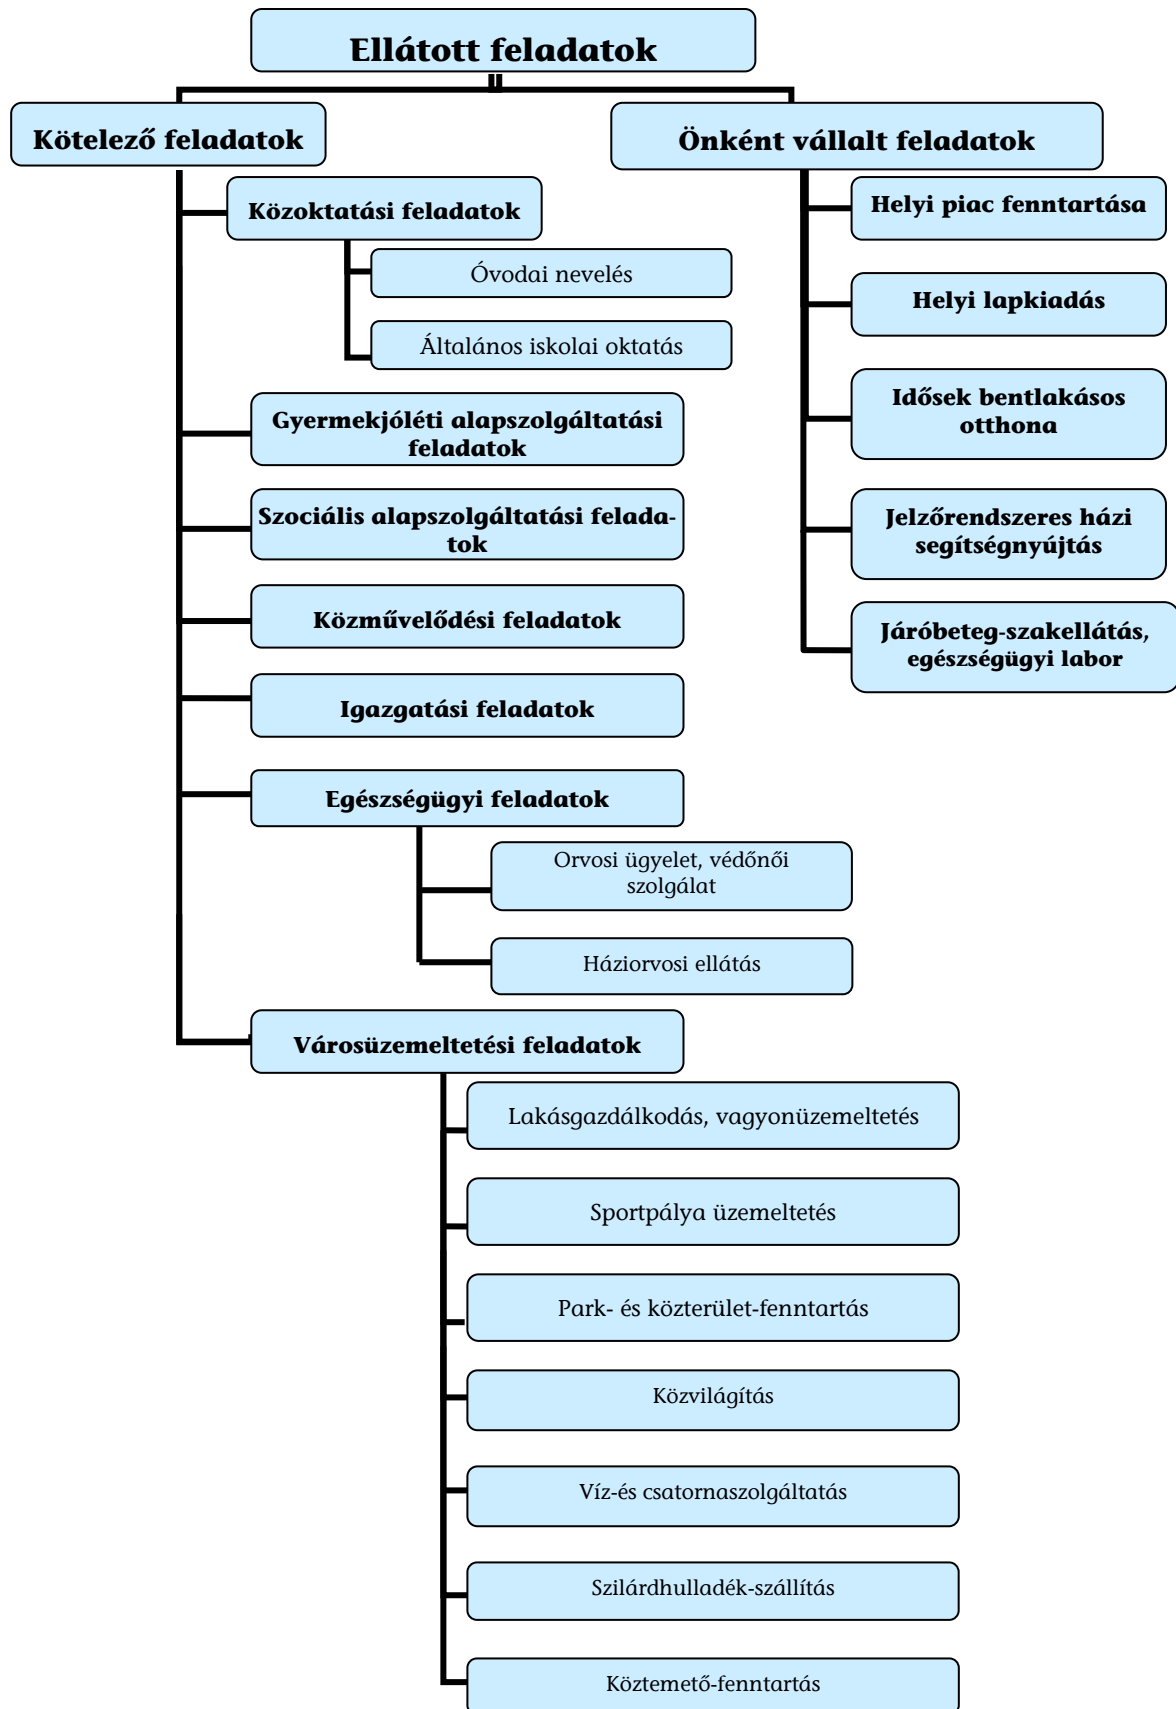 Ellátott feladatok
Kötelező feladatok
Közoktatási feladatok
Óvodai nevelés
Általános iskolai oktatás
Gyermekjóléti alapszolgáltatási
feladatok
Szociális alapszolgáltatási felada-
tok
Közművelődési feladatok
Igazgatási feladatok
Egészségügyi feladatok
Orvosi ügyelet, védőnői
szolgálat
Háziorvosi ellátás
Városüzemeltetési feladatok
Lakásgazdálkodás, vagyonüzemeltetés
Sportpálya üzemeltetés
Park- és közterület-fenntartás
Közvilágítás
Víz-és csatornaszolgáltatás
Szilárdhulladék-szállítás
Köztemető-fenntartás
Önként vállalt feladatok
Helyi piac fenntartása
Helyi lapkiadás
Idősek bentlakásos
otthona
Jelzőrendszeres házi
segítségnyújtás
Járóbeteg-szakellátás,
egészségügyi labor